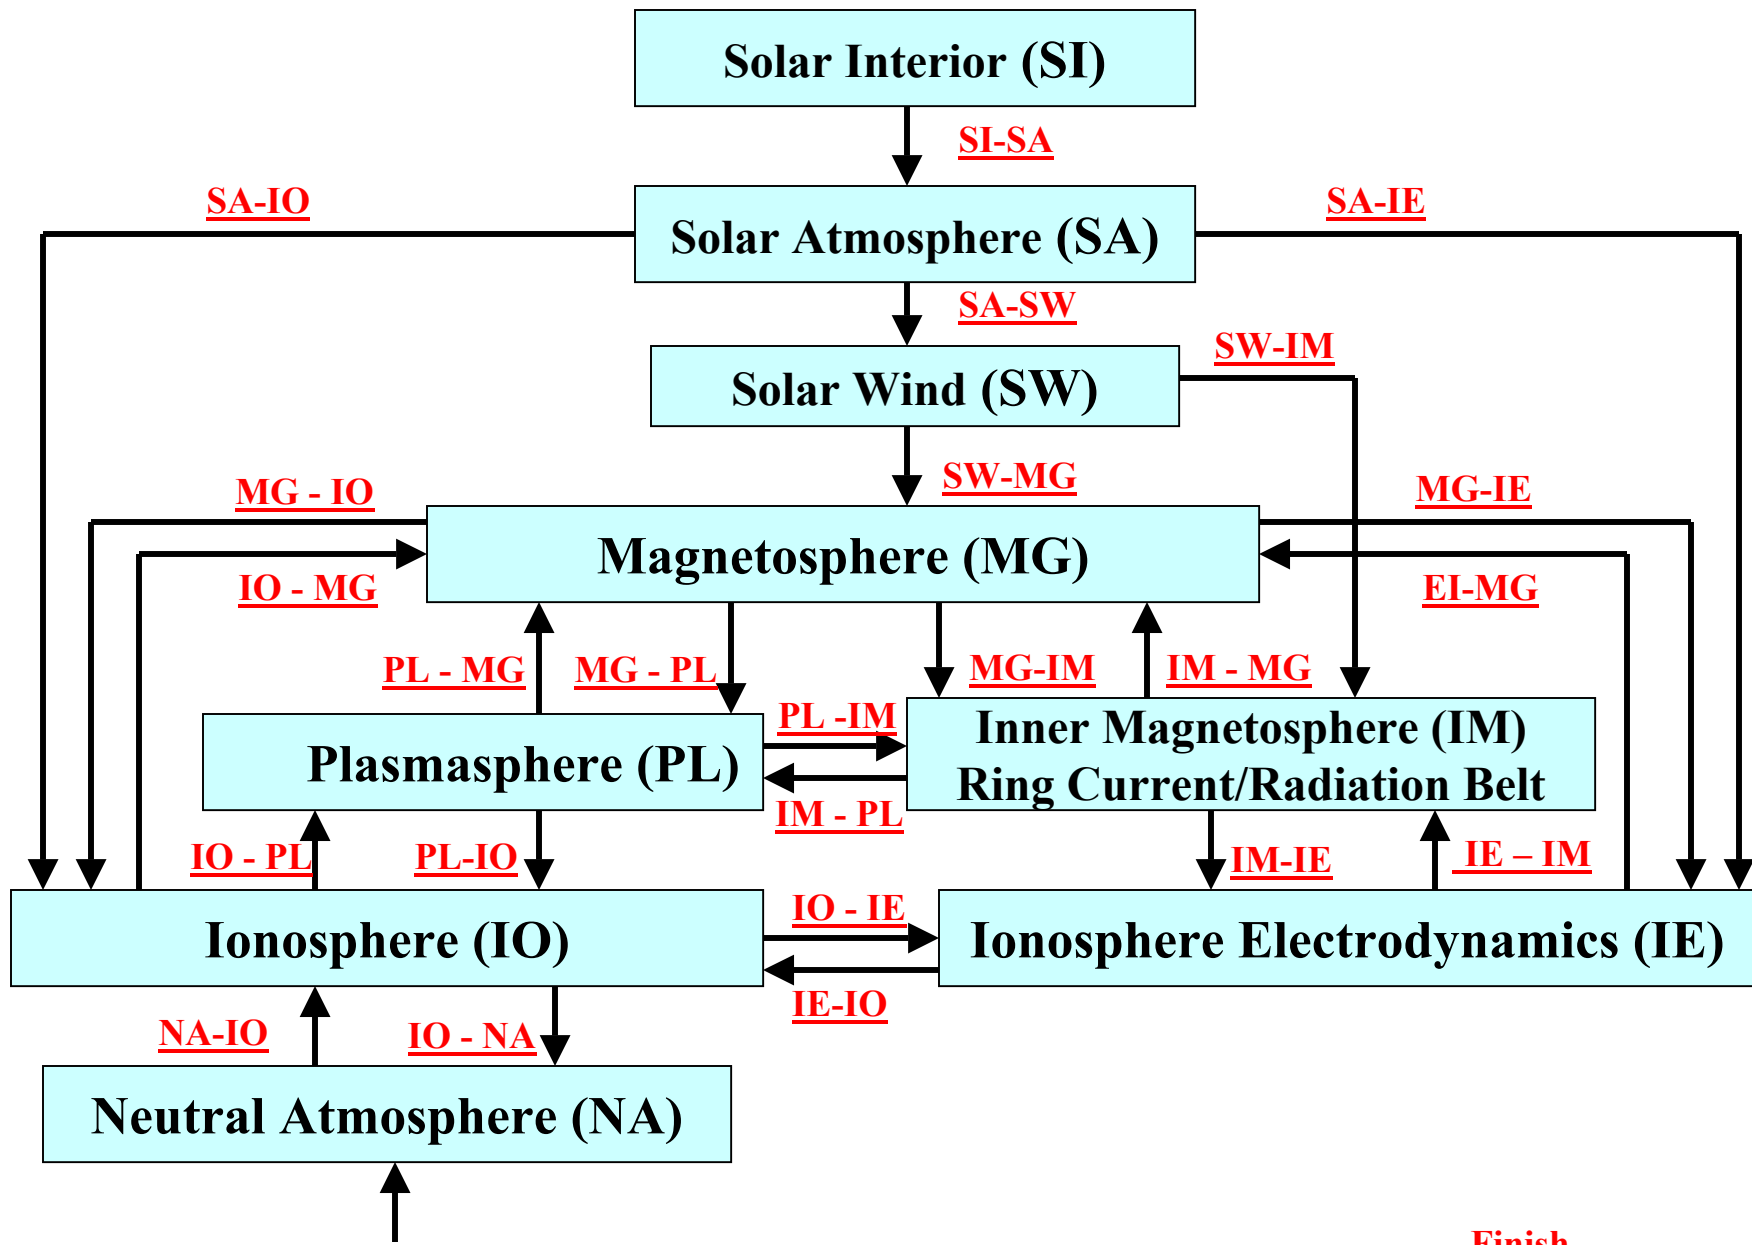 Solar Interior (SI)
SI-SA
SA-IO
SA-IE
Solar Atmosphere (SA)
SA-SW
SW-IM
Solar Wind (SW)
SW-MG
MG - IO
MG-IE
Magnetosphere (MG)
IO - MG
EI-MG
PL - MG
MG - PL
MG-IM
IM - MG
PL -IM
Inner Magnetosphere (IM)
Ring Current/Radiation Belt
Plasmasphere (PL)
IM - PL
IO - PL
PL-IO
IM-IE
IE – IM
IO - IE
Ionosphere (IO)
Ionosphere Electrodynamics (IE)
IE-IO
NA-IO
IO - NA
Neutral Atmosphere (NA)
Finish